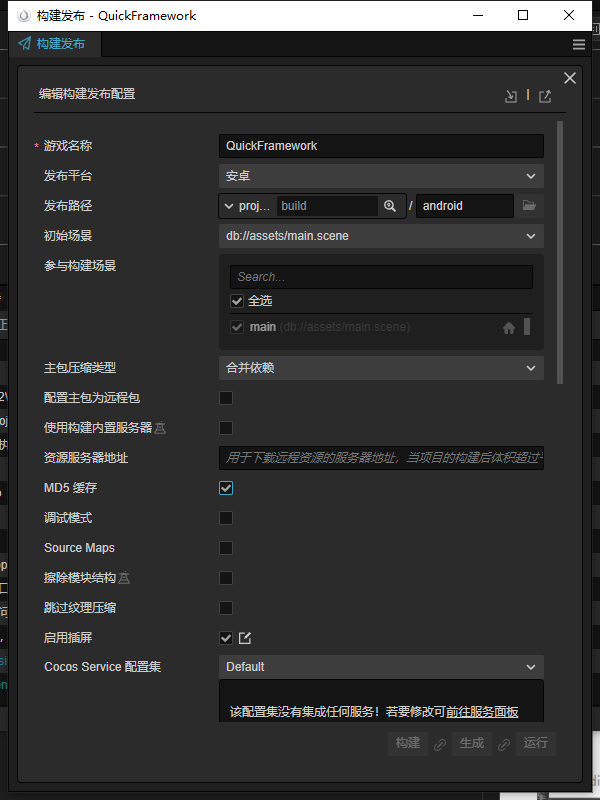 构建发布 - QuickFramework
构建发布
编辑构建发布配置
* 游戏名称 QuickFramework
发布平台 安卓
发布路径 proj... build / android
初始场景 db://assets/main.scene
参与构建场景
Search...
全选
main (db://assets/main.scene)
主包压缩类型 合并依赖
配置主包为远程包
使用构建内置服务器
资源服务器地址 用于下载远程资源的服务器地址，当项目的构建后体积超过
MD5 缓存
调试模式
Source Maps
擦除模块结构
跳过纹理压缩
启用插屏
Cocos Service 配置集 Default
该配置集没有集成任何服务！若要修改可前往服务面板
构建 生成 运行